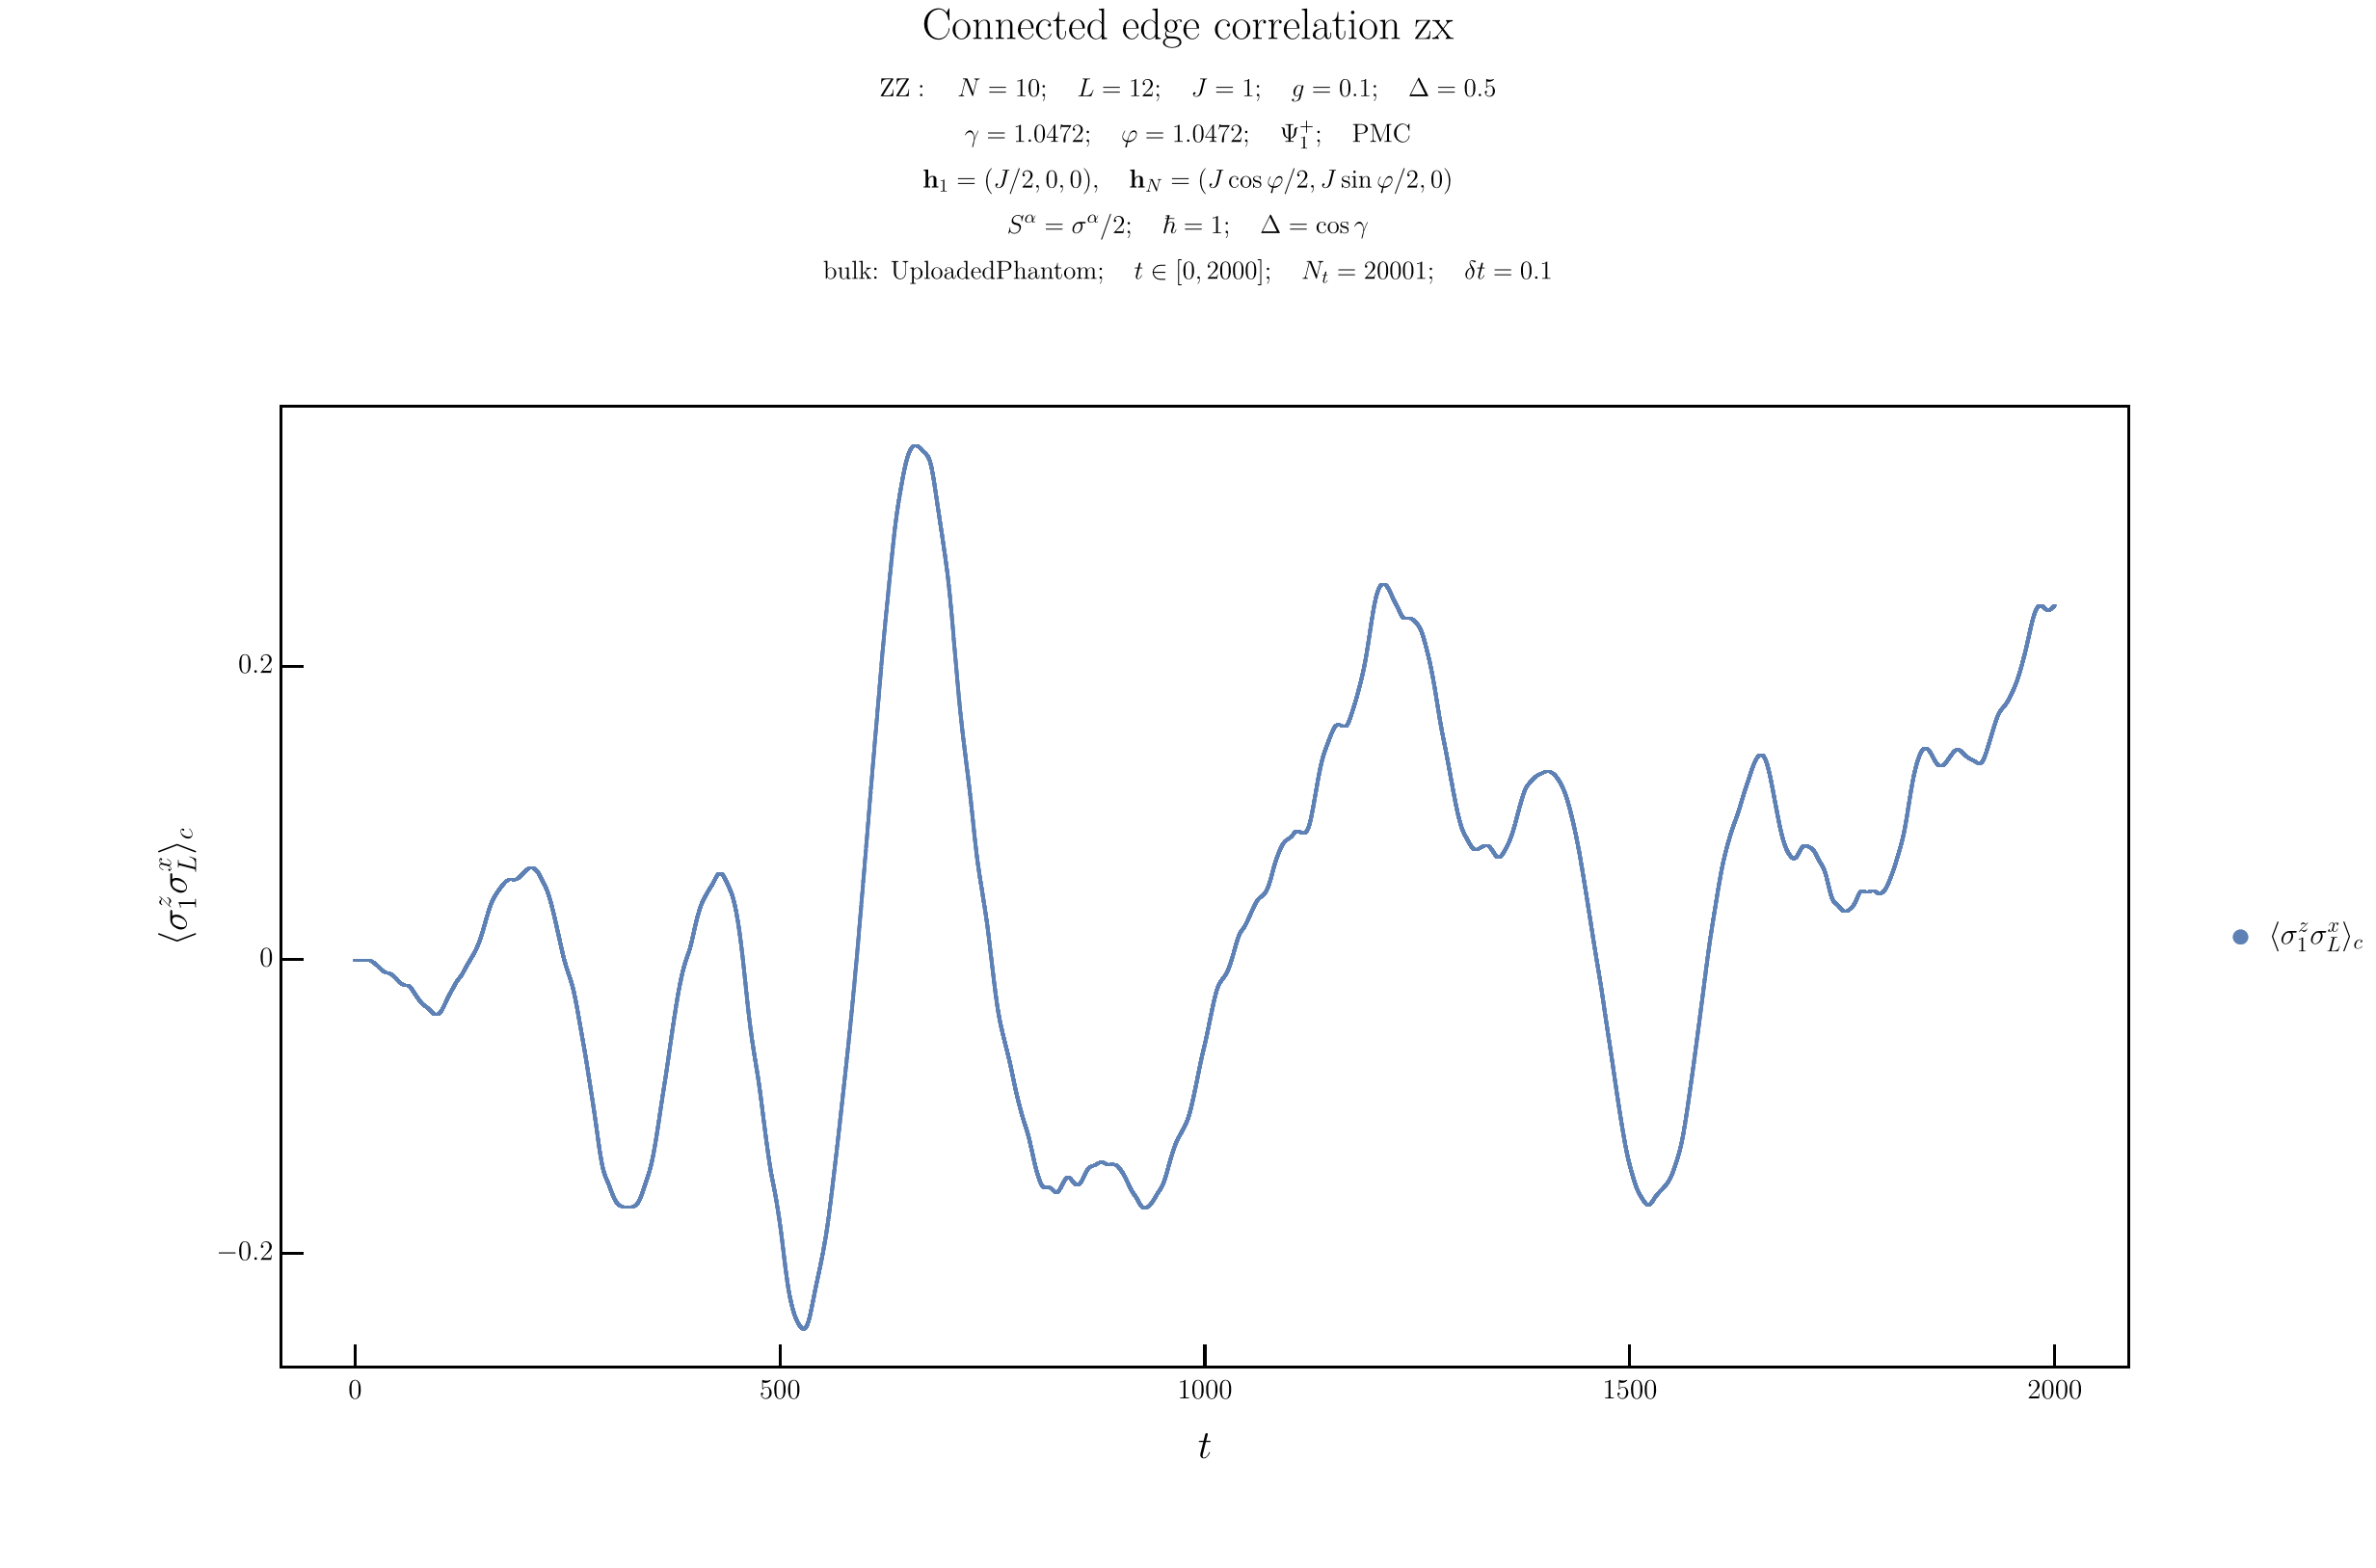 Connected edge correlation zx
ZZ : N = 10; L = 12; J = 1; g = 0.1; Δ = 0.5
γ = 1.0472; φ = 1.0472; Ψ₁⁺; PMC
𝐡₁ = (J/2, 0, 0), 𝐡_N = (J cos φ/2, J sin φ/2, 0)
S^α = σ^α/2; ħ = 1; Δ = cos γ
bulk: UploadedPhantom; t ∈ [0, 2000]; N_t = 20001; δt = 0.1
⟨σ₁^z σ_L^x⟩_c
0.2
0
−0.2
0 500 1000 1500 2000
t
⟨σ₁^z σ_L^x⟩_c